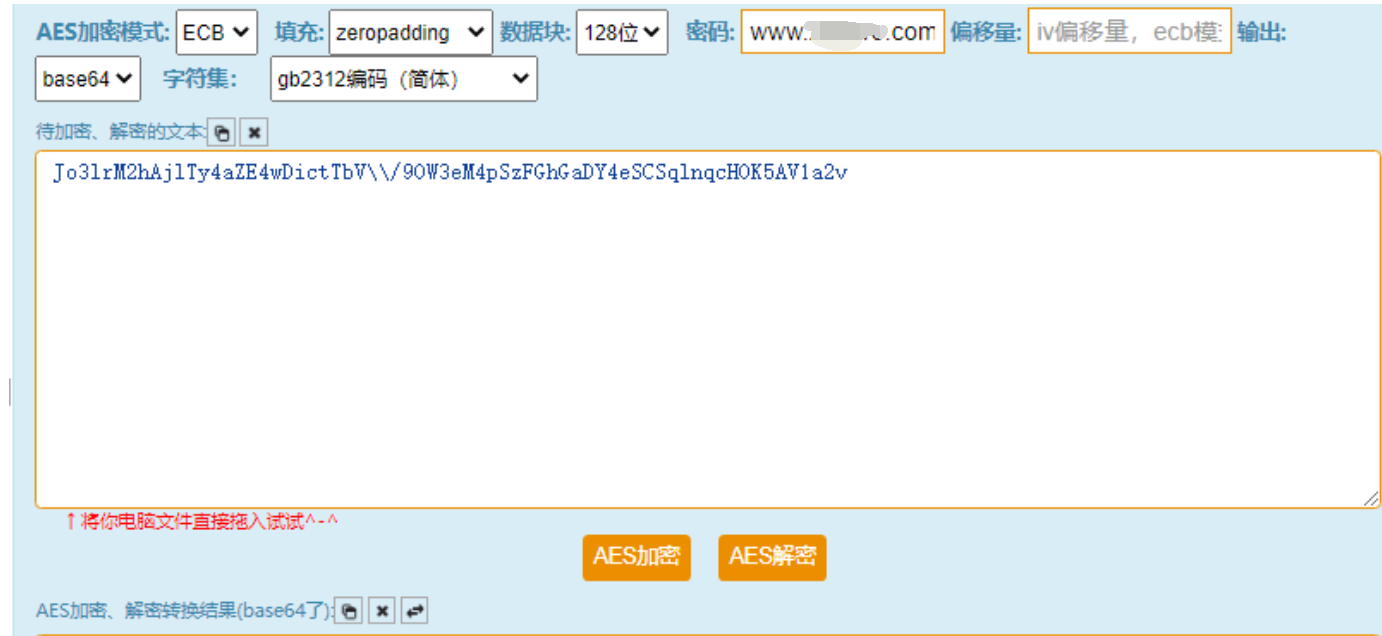 AES加密模式: ECB 填充: zeropadding 数据块: 128位 密码: www. .com 偏移量: iv偏移量，ecb模 输出:
base64 字符集: gb2312编码（简体）
待加密、解密的文本:
Jo3lrM2hAjlTy4aZE4wDictTbV\\/9OW3eM4pSzFGhGaDY4eSCSqlnqcHOK5AV1a2v
↑将你电脑文件直接拖入试试^-^
AES加密 AES解密
AES加密、解密转换结果(base64了):